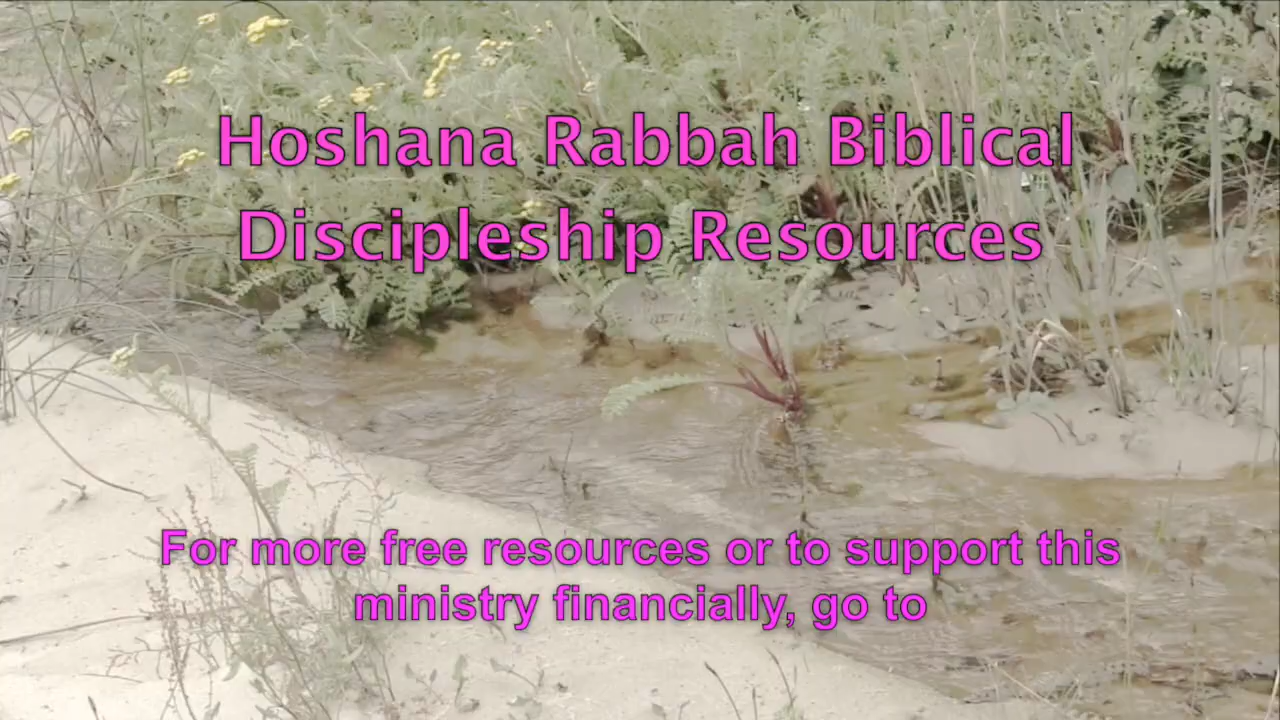 Hoshana Rabbah Biblical
Discipleship Resources
For more free resources or to support this
ministry financially, go to